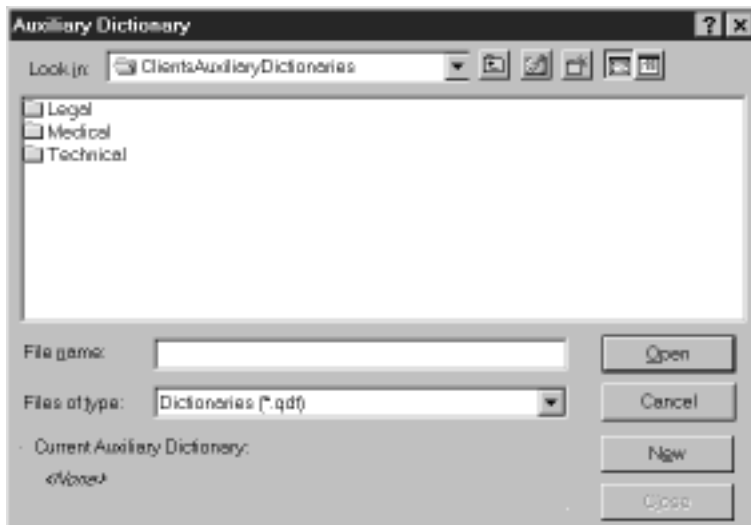 Auxiliary Dictionary
Look in: ClientsAuxiliaryDictionaries
Legal
Medical
Technical
File name:
Open
Files of type: Dictionaries (*.qdt)
Cancel
Current Auxiliary Dictionary:
<None>
New
Close